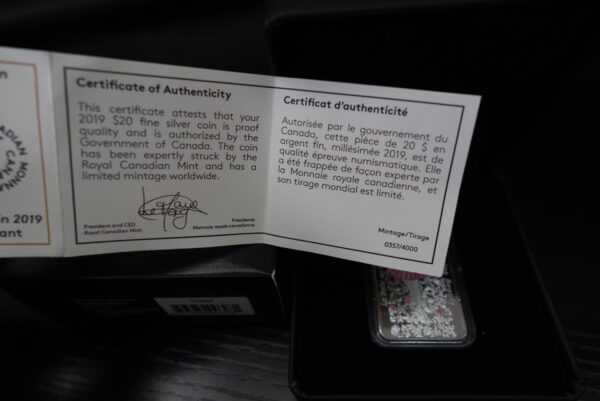 Certificate of Authenticity
This certificate attests that your
2019 $20 fine silver coin is proof
quality and is authorized by the
Government of Canada. The coin
has been expertly struck by the
Royal Canadian Mint and has a
limited mintage worldwide.
President and CEO
Royal Canadian Mint
Présidente
Monnaie royale canadienne
Certificat d'authenticité
Autorisée par le gouvernement du
Canada, cette pièce de 20 $ en
argent fin, millésimée 2019, est de
qualité épreuve numismatique. Elle
a été frappée de façon experte par
la Monnaie royale canadienne, et
son tirage mondial est limité.
Mintage/Tirage
0357/4000
in 2019